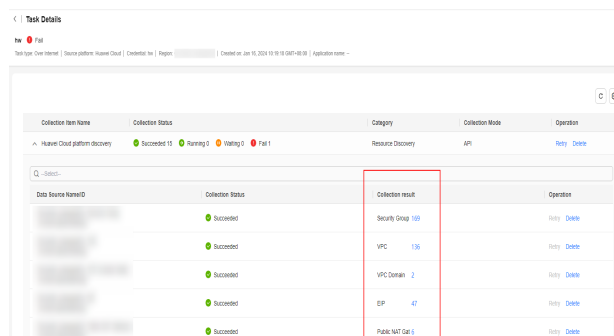 Task Details
hw Fail
Task type: Over Internet | Source platform: Huawei Cloud | Credential: hw | Region: | Created on: Jan 16, 2024 10:19:19 GMT+08:00 | Application name: --
Collection Item Name Collection Status Category Collection Mode Operation
Huawei Cloud platform discovery Succeeded 15 Running 0 Waiting 0 Fail 1 Resource Discovery API Retry Delete
--Select--
Data Source Name/ID Collection Status Collection result Operation
Succeeded Security Group 169 Retry Delete
Succeeded VPC 136 Retry Delete
Succeeded VPC Domain 2 Retry Delete
Succeeded EIP 47 Retry Delete
Succeeded Public NAT Gat 6 Retry Delete